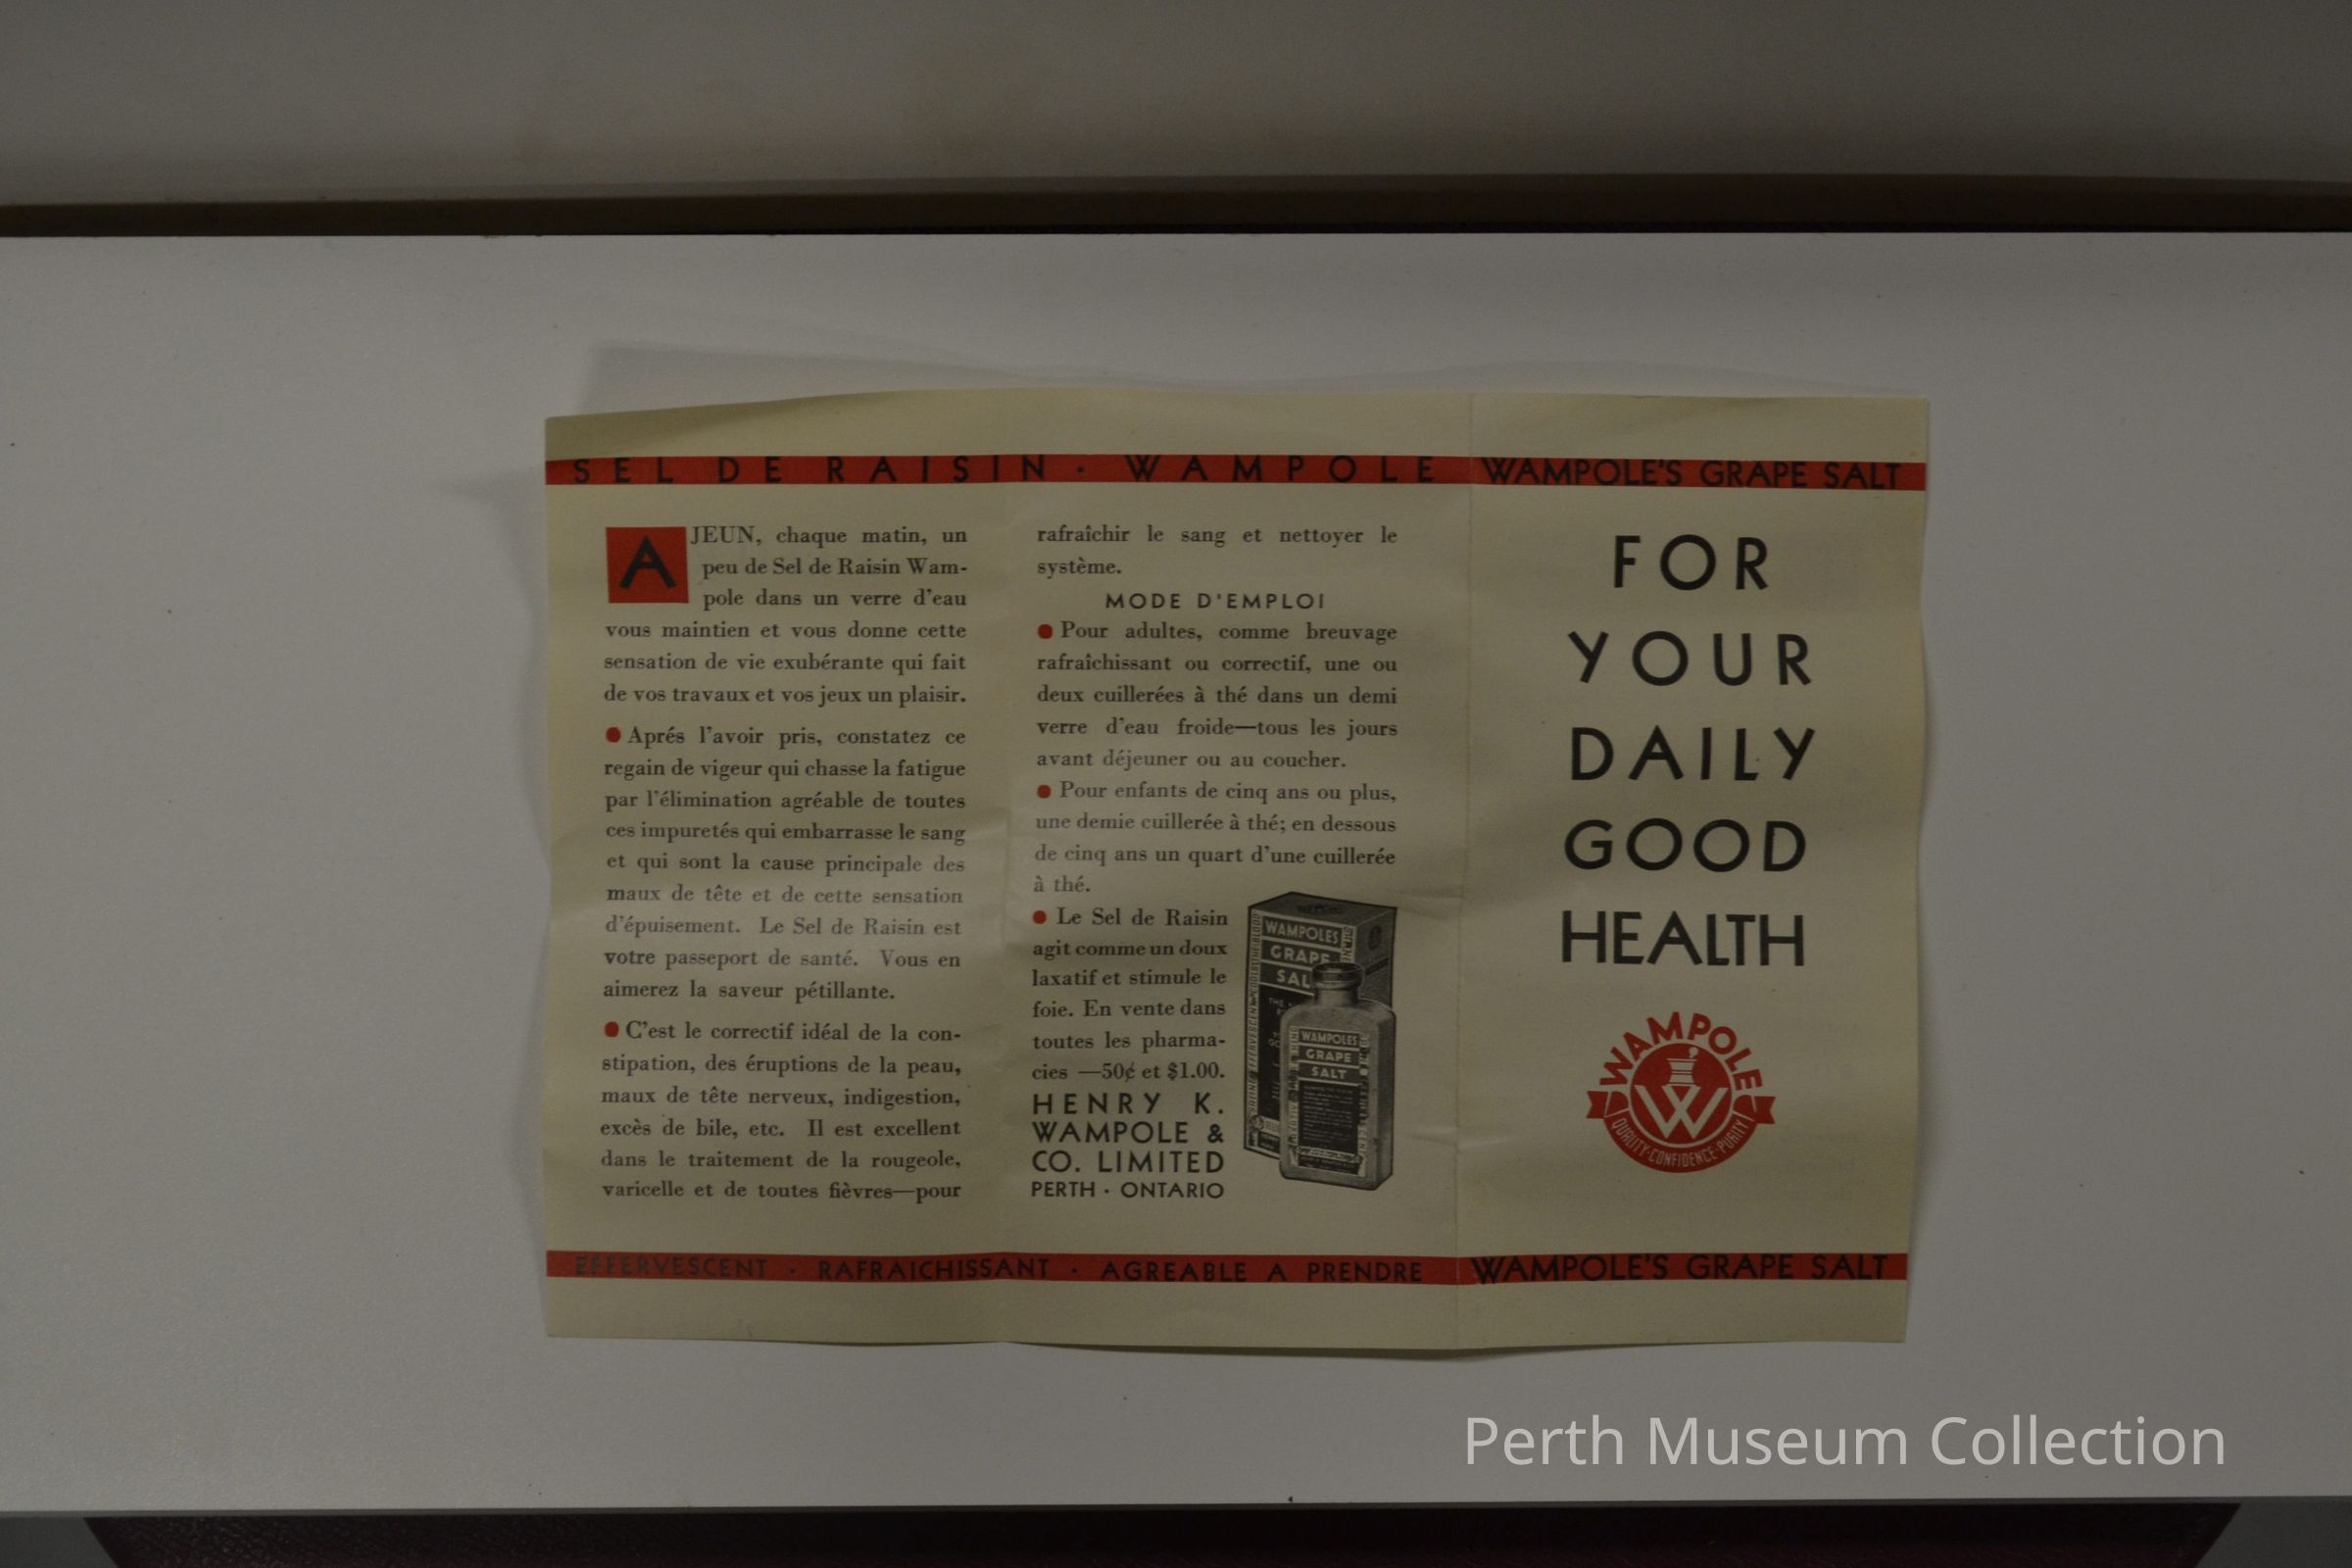 SEL DE RAISIN · WAMPOLE
A JEUN, chaque matin, un
peu de Sel de Raisin Wam-
pole dans un verre d'eau
vous maintien et vous donne cette
sensation de vie exubérante qui fait
de vos travaux et vos jeux un plaisir.
● Aprés l'avoir pris, constatez ce
regain de vigeur qui chasse la fatigue
par l'élimination agréable de toutes
ces impuretés qui embarrasse le sang
et qui sont la cause principale des
maux de tête et de cette sensation
d'épuisement. Le Sel de Raisin est
votre passeport de santé. Vous en
aimerez la saveur pétillante.
● C'est le correctif idéal de la con-
stipation, des éruptions de la peau,
maux de tête nerveux, indigestion,
excès de bile, etc. Il est excellent
dans le traitement de la rougeole,
varicelle et de toutes fièvres—pour
rafraîchir le sang et nettoyer le
système.
MODE D'EMPLOI
● Pour adultes, comme breuvage
rafraîchissant ou correctif, une ou
deux cuillerées à thé dans un demi
verre d'eau froide—tous les jours
avant déjeuner ou au coucher.
● Pour enfants de cinq ans ou plus,
une demie cuillerée à thé; en dessous
de cinq ans un quart d'une cuillerée
à thé.
● Le Sel de Raisin
agit comme un doux
laxatif et stimule le
foie. En vente dans
toutes les pharma-
cies —50¢ et $1.00.
HENRY K.
WAMPOLE &
CO. LIMITED
PERTH · ONTARIO
WAMPOLES
GRAPE
SAL
WAMPOLES
GRAPE
SALT
EFFERVESCENT · RAFRAICHISSANT · AGREABLE A PRENDRE
WAMPOLE'S GRAPE SALT
FOR
YOUR
DAILY
GOOD
HEALTH
WAMPOLE
W
QUALITY·CONFIDENCE·PURITY
WAMPOLE'S GRAPE SALT
Perth Museum Collection